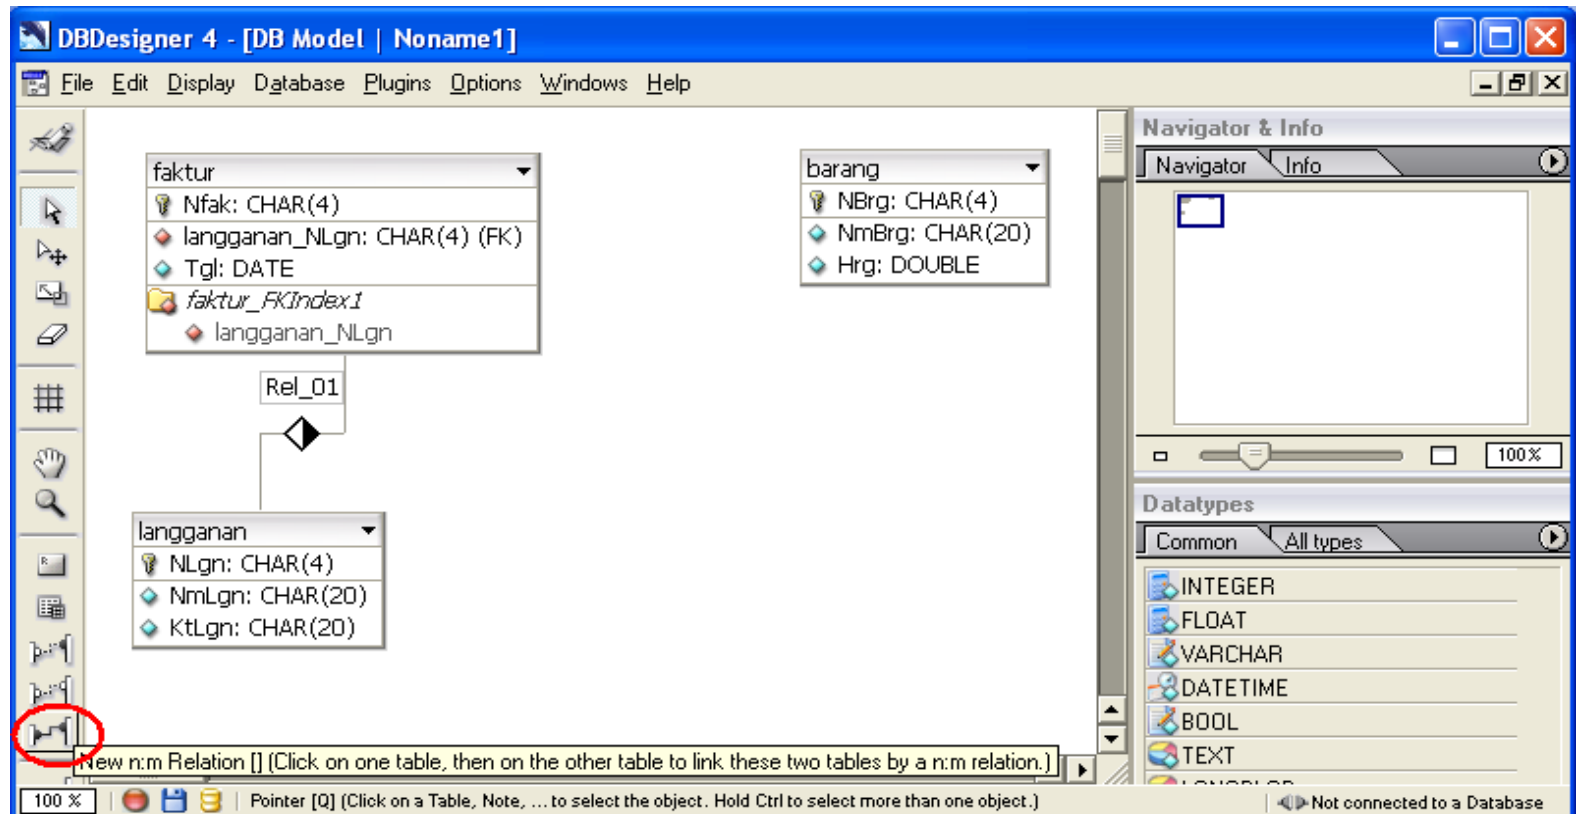 DBDesigner 4 - [DB Model | Noname1]
File Edit Display Database Plugins Options Windows Help
faktur
Nfak: CHAR(4)
langganan_NLgn: CHAR(4) (FK)
Tgl: DATE
faktur_FKIndex1
langganan_NLgn
Rel_01
langganan
NLgn: CHAR(4)
NmLgn: CHAR(20)
KtLgn: CHAR(20)
barang
NBrg: CHAR(4)
NmBrg: CHAR(20)
Hrg: DOUBLE
Navigator & Info
Navigator Info
100%
Datatypes
Common All types
INTEGER
FLOAT
VARCHAR
DATETIME
BOOL
TEXT
R
New n:m Relation [] (Click on one table, then on the other table to link these two tables by a n:m relation.)
100 % Pointer [Q] (Click on a Table, Note, ... to select the object. Hold Ctrl to select more than one object.) Not connected to a Database